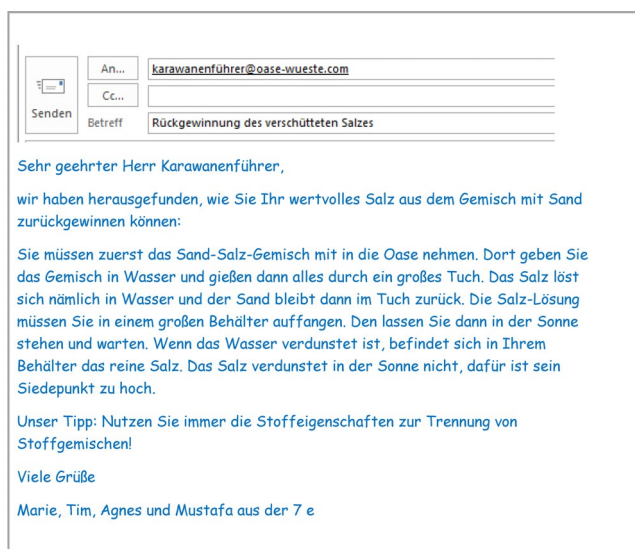 An...
karawanenführer@oase-wueste.com
Cc...
Senden
Betreff
Rückgewinnung des verschütteten Salzes
Sehr geehrter Herr Karawanenführer,
wir haben herausgefunden, wie Sie Ihr wertvolles Salz aus dem Gemisch mit Sand
zurückgewinnen können:
Sie müssen zuerst das Sand-Salz-Gemisch mit in die Oase nehmen. Dort geben Sie
das Gemisch in Wasser und gießen dann alles durch ein großes Tuch. Das Salz löst
sich nämlich in Wasser und der Sand bleibt dann im Tuch zurück. Die Salz-Lösung
müssen Sie in einem großen Behälter auffangen. Den lassen Sie dann in der Sonne
stehen und warten. Wenn das Wasser verdunstet ist, befindet sich in Ihrem
Behälter das reine Salz. Das Salz verdunstet in der Sonne nicht, dafür ist sein
Siedepunkt zu hoch.
Unser Tipp: Nutzen Sie immer die Stoffeigenschaften zur Trennung von
Stoffgemischen!
Viele Grüße
Marie, Tim, Agnes und Mustafa aus der 7 e